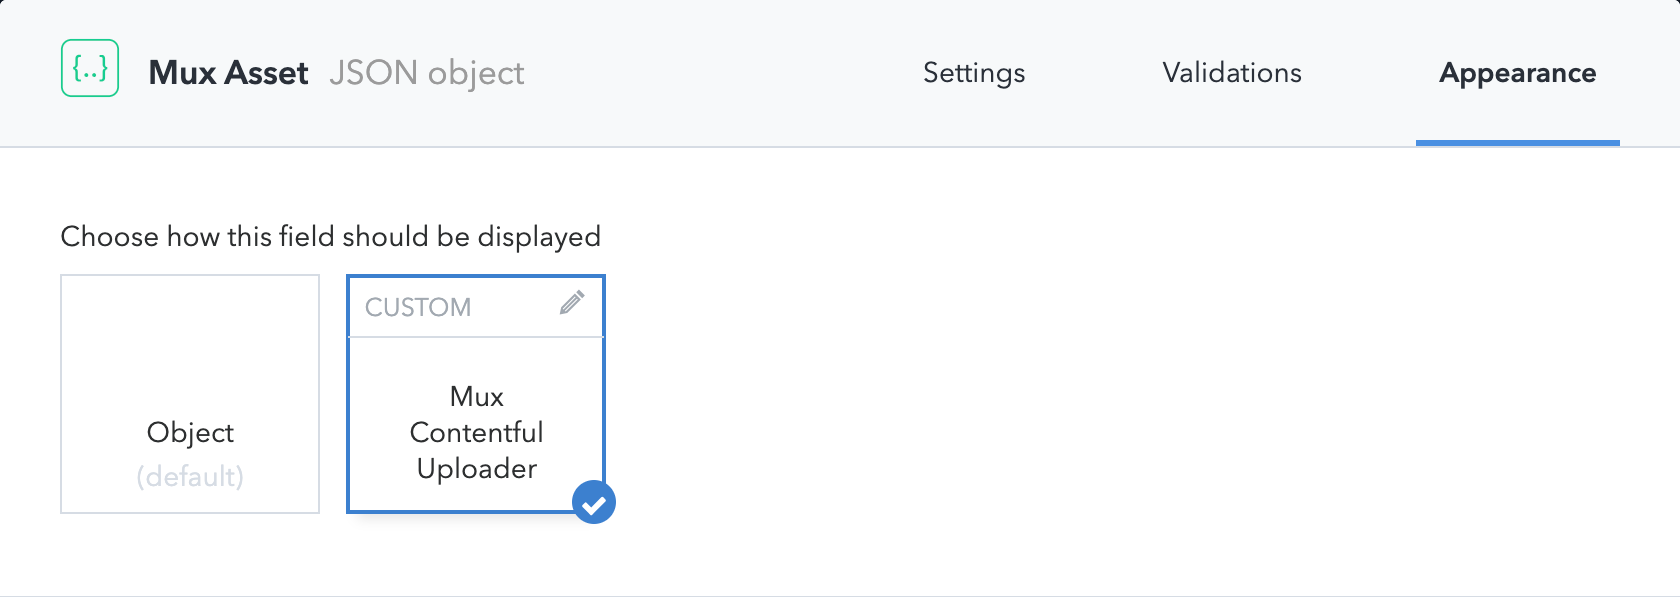 {..} Mux Asset JSON object Settings Validations Appearance
Choose how this field should be displayed
Object
(default)
CUSTOM
Mux
Contentful
Uploader